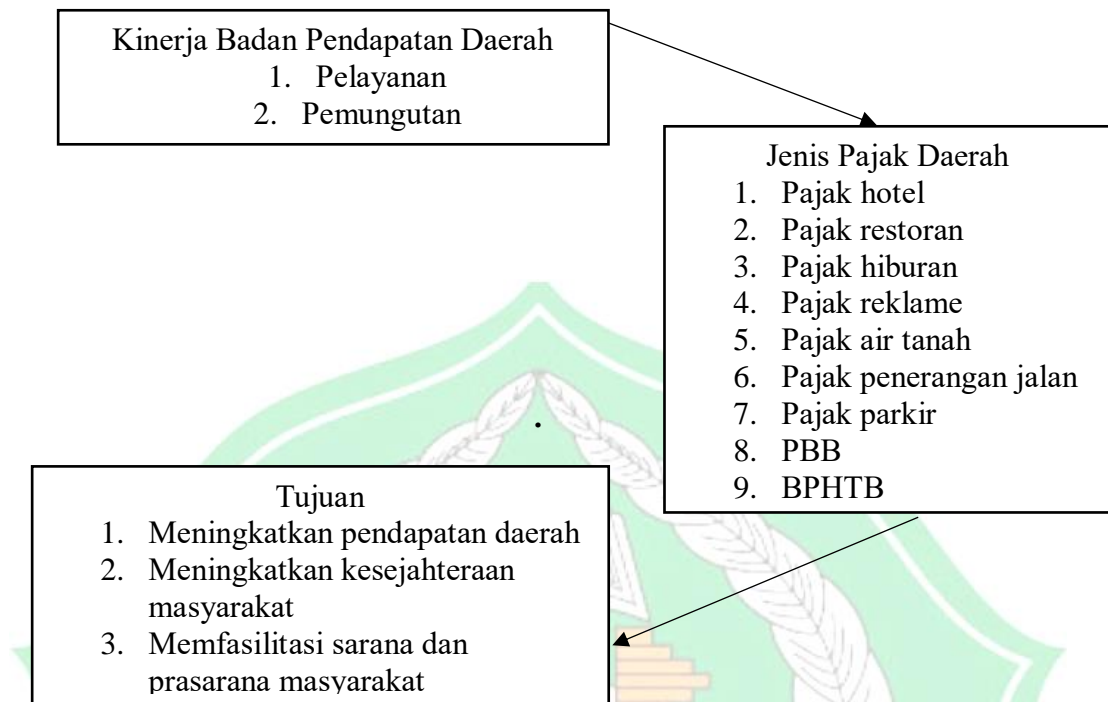 Kinerja Badan Pendapatan Daerah
1. Pelayanan
2. Pemungutan
Jenis Pajak Daerah
1. Pajak hotel
2. Pajak restoran
3. Pajak hiburan
4. Pajak reklame
5. Pajak air tanah
6. Pajak penerangan jalan
7. Pajak parkir
8. PBB
9. BPHTB
.
Tujuan
1. Meningkatkan pendapatan daerah
2. Meningkatkan kesejahteraan
masyarakat
3. Memfasilitasi sarana dan
prasarana masyarakat